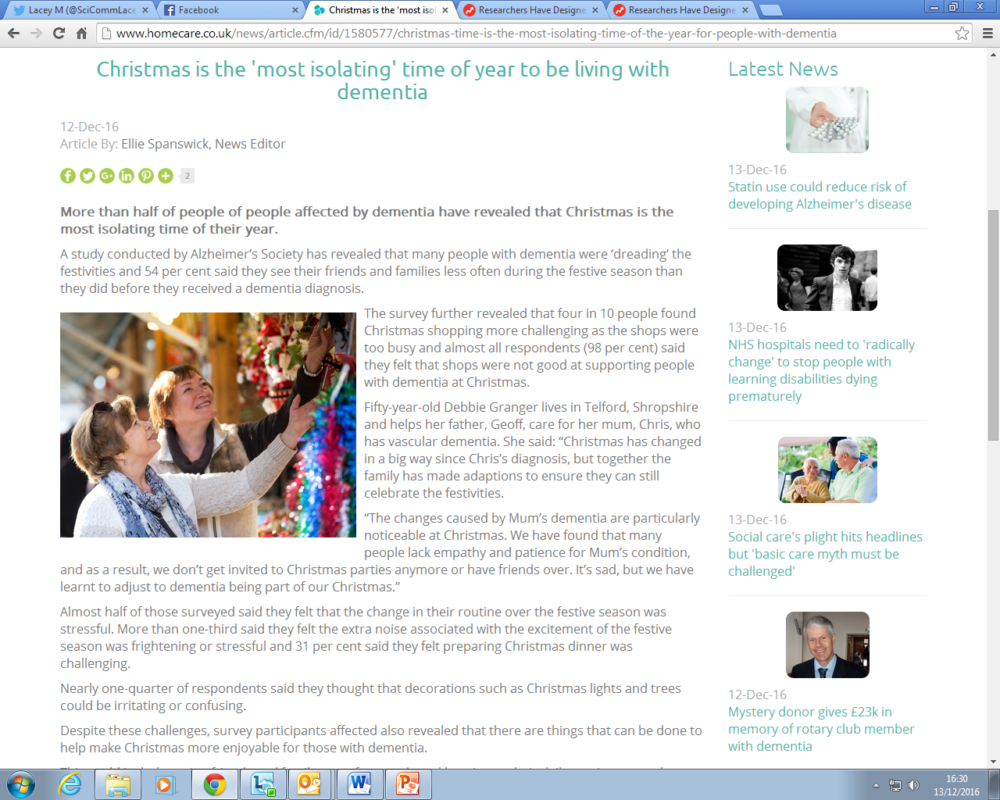 Lacey M (@SciCommLace
Facebook
Christmas is the 'most isol
Researchers Have Designe
Researchers Have Designe
www.homecare.co.uk/news/article.cfm/id/1580577/christmas-time-is-the-most-isolating-time-of-the-year-for-people-with-dementia
Christmas is the 'most isolating' time of year to be living with
dementia
12-Dec-16
Article By: Ellie Spanswick, News Editor
2
More than half of people of people affected by dementia have revealed that Christmas is the
most isolating time of their year.
A study conducted by Alzheimer’s Society has revealed that many people with dementia were ‘dreading’ the
festivities and 54 per cent said they see their friends and families less often during the festive season than
they did before they received a dementia diagnosis.
The survey further revealed that four in 10 people found
Christmas shopping more challenging as the shops were
too busy and almost all respondents (98 per cent) said
they felt that shops were not good at supporting people
with dementia at Christmas.
Fifty-year-old Debbie Granger lives in Telford, Shropshire
and helps her father, Geoff, care for her mum, Chris, who
has vascular dementia. She said: “Christmas has changed
in a big way since Chris’s diagnosis, but together the
family has made adaptions to ensure they can still
celebrate the festivities.
“The changes caused by Mum’s dementia are particularly
noticeable at Christmas. We have found that many
people lack empathy and patience for Mum’s condition,
and as a result, we don’t get invited to Christmas parties anymore or have friends over. It’s sad, but we have
learnt to adjust to dementia being part of our Christmas.”
Almost half of those surveyed said they felt that the change in their routine over the festive season was
stressful. More than one-third said they felt the extra noise associated with the excitement of the festive
season was frightening or stressful and 31 per cent said they felt preparing Christmas dinner was
challenging.
Nearly one-quarter of respondents said they thought that decorations such as Christmas lights and trees
could be irritating or confusing.
Despite these challenges, survey participants affected also revealed that there are things that can be done to
help make Christmas more enjoyable for those with dementia.
Latest News
13-Dec-16
Statin use could reduce risk of
developing Alzheimer's disease
13-Dec-16
NHS hospitals need to 'radically
change' to stop people with
learning disabilities dying
prematurely
13-Dec-16
Social care's plight hits headlines
but 'basic care myth must be
challenged'
12-Dec-16
Mystery donor gives £23k in
memory of rotary club member
with dementia
16:30
13/12/2016